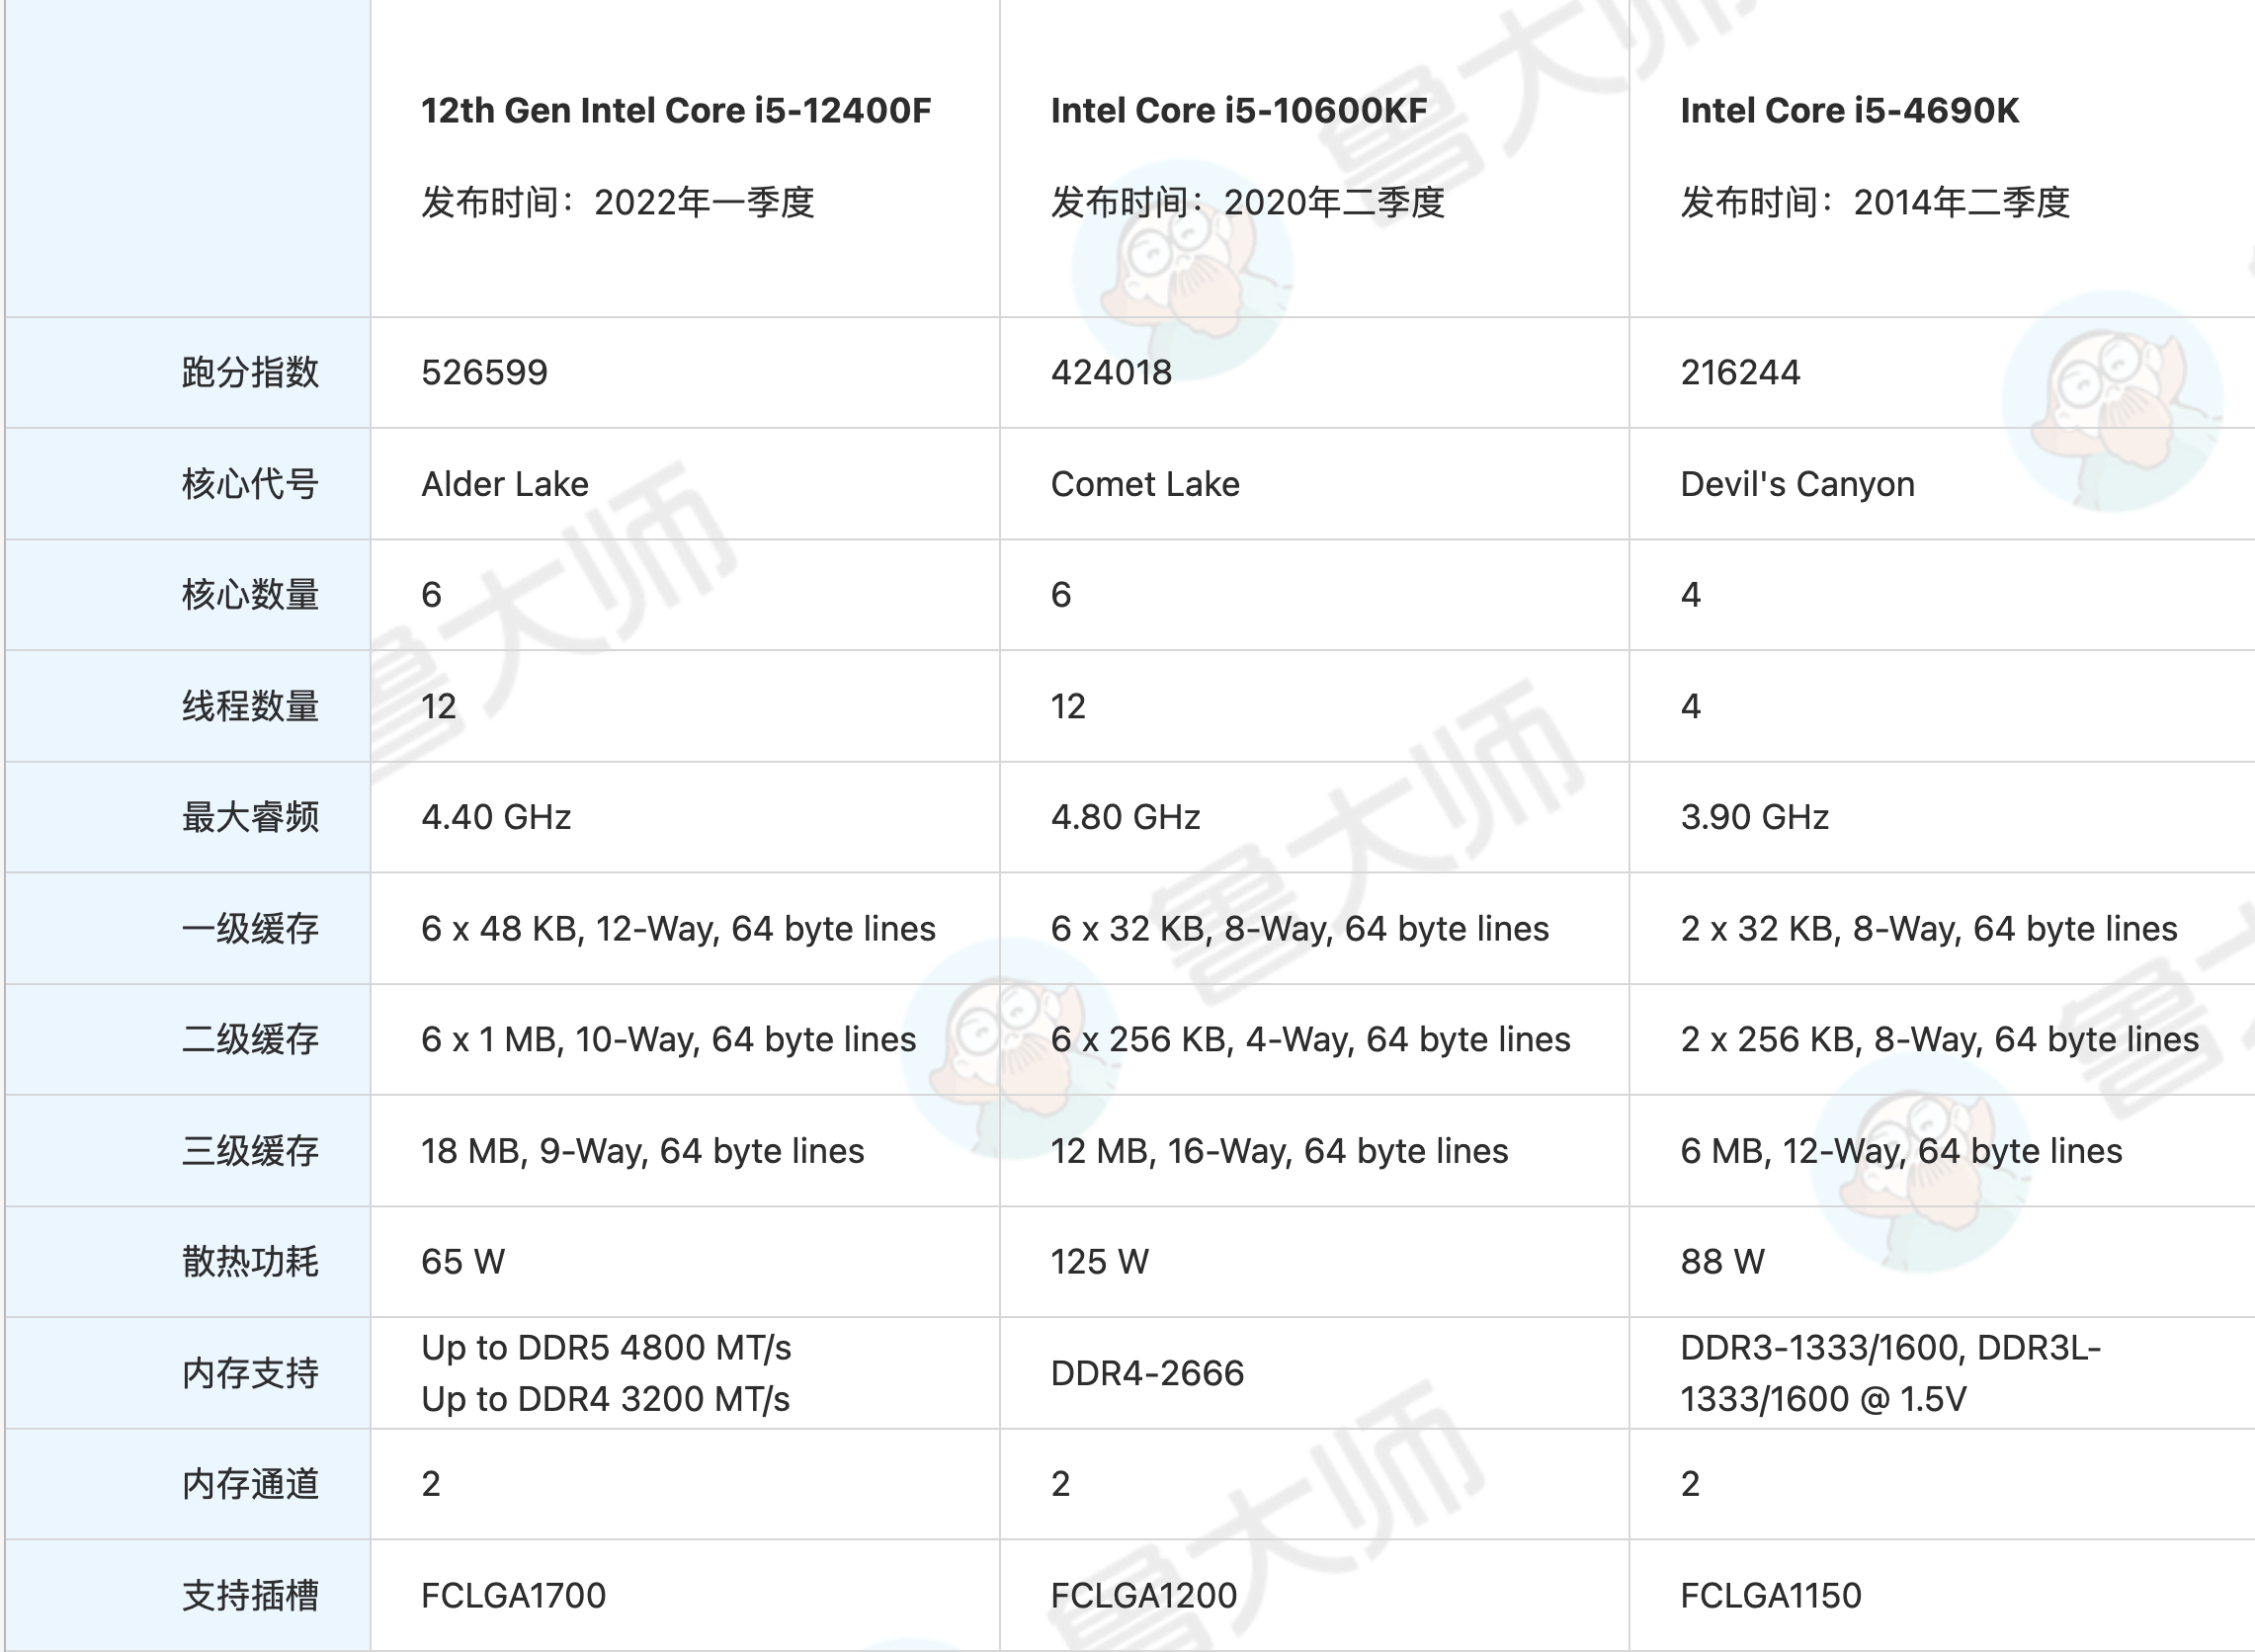 12th Gen Intel Core i5-12400F
Intel Core i5-10600KF
Intel Core i5-4690K
发布时间：2022年一季度
发布时间：2020年二季度
发布时间：2014年二季度
跑分指数
526599
424018
216244
核心代号
Alder Lake
Comet Lake
Devil's Canyon
核心数量
6
6
4
线程数量
12
12
4
最大睿频
4.40 GHz
4.80 GHz
3.90 GHz
一级缓存
6 x 48 KB, 12-Way, 64 byte lines
6 x 32 KB, 8-Way, 64 byte lines
2 x 32 KB, 8-Way, 64 byte lines
二级缓存
6 x 1 MB, 10-Way, 64 byte lines
6 x 256 KB, 4-Way, 64 byte lines
2 x 256 KB, 8-Way, 64 byte lines
三级缓存
18 MB, 9-Way, 64 byte lines
12 MB, 16-Way, 64 byte lines
6 MB, 12-Way, 64 byte lines
散热功耗
65 W
125 W
88 W
内存支持
Up to DDR5 4800 MT/s
Up to DDR4 3200 MT/s
DDR4-2666
DDR3-1333/1600, DDR3L-
1333/1600 @ 1.5V
内存通道
2
2
2
支持插槽
FCLGA1700
FCLGA1200
FCLGA1150
鲁大师
鲁大师
鲁大师
鲁大师
鲁大